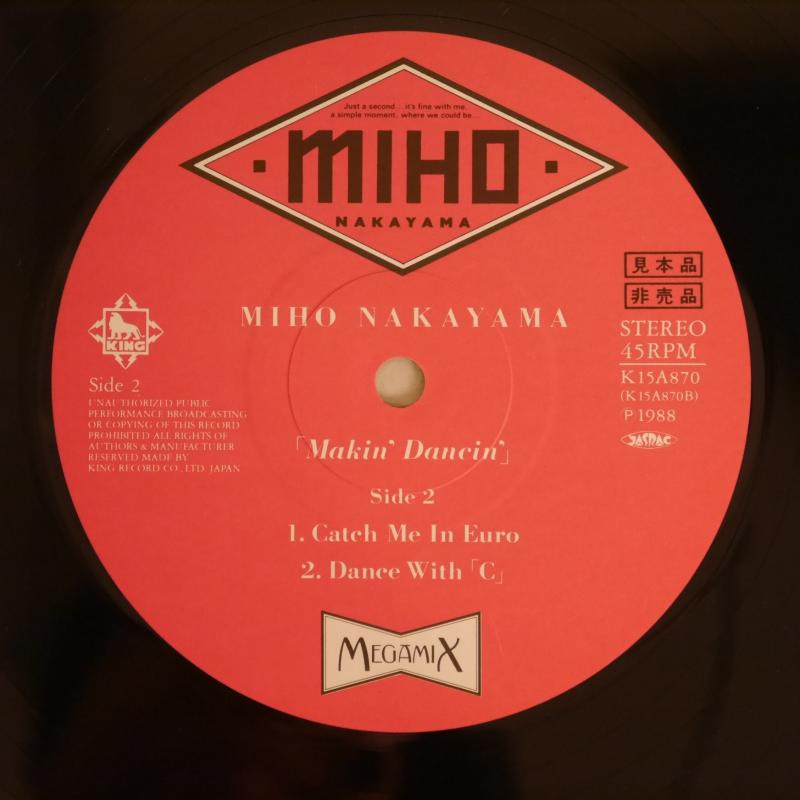 Just a second... it's fine with me.
a simple moment, where we could be...
MIHO
NAKAYAMA
MIHO NAKAYAMA
見本品
非売品
STEREO
45RPM
K15A870
(K15A870B)
Ⓟ1988
JASRAC
KING
Side 2
UNAUTHORIZED PUBLIC
PERFORMANCE BROADCASTING
OR COPYING OF THIS RECORD
PROHIBITED ALL RIGHTS OF
AUTHORS & MANUFACTURER
RESERVED MADE BY
KING RECORD CO., LTD. JAPAN
「Makin' Dancin'」
Side 2
1. Catch Me In Euro
2. Dance With「C」
MEGAMIX